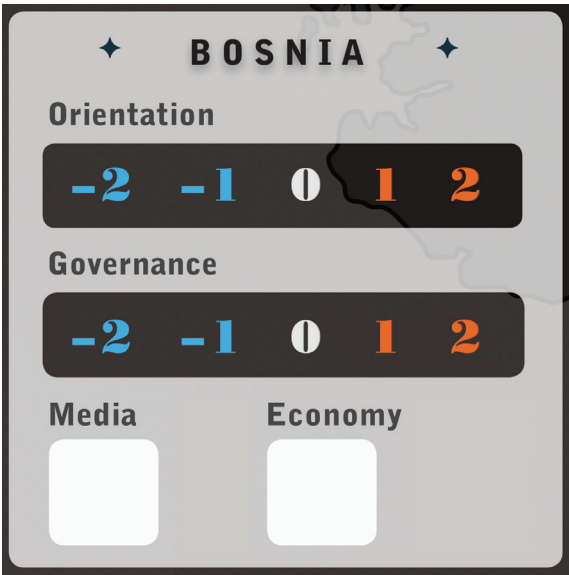 BOSNIA
Orientation
-2 -1 0 1 2
Governance
-2 -1 0 1 2
Media Economy